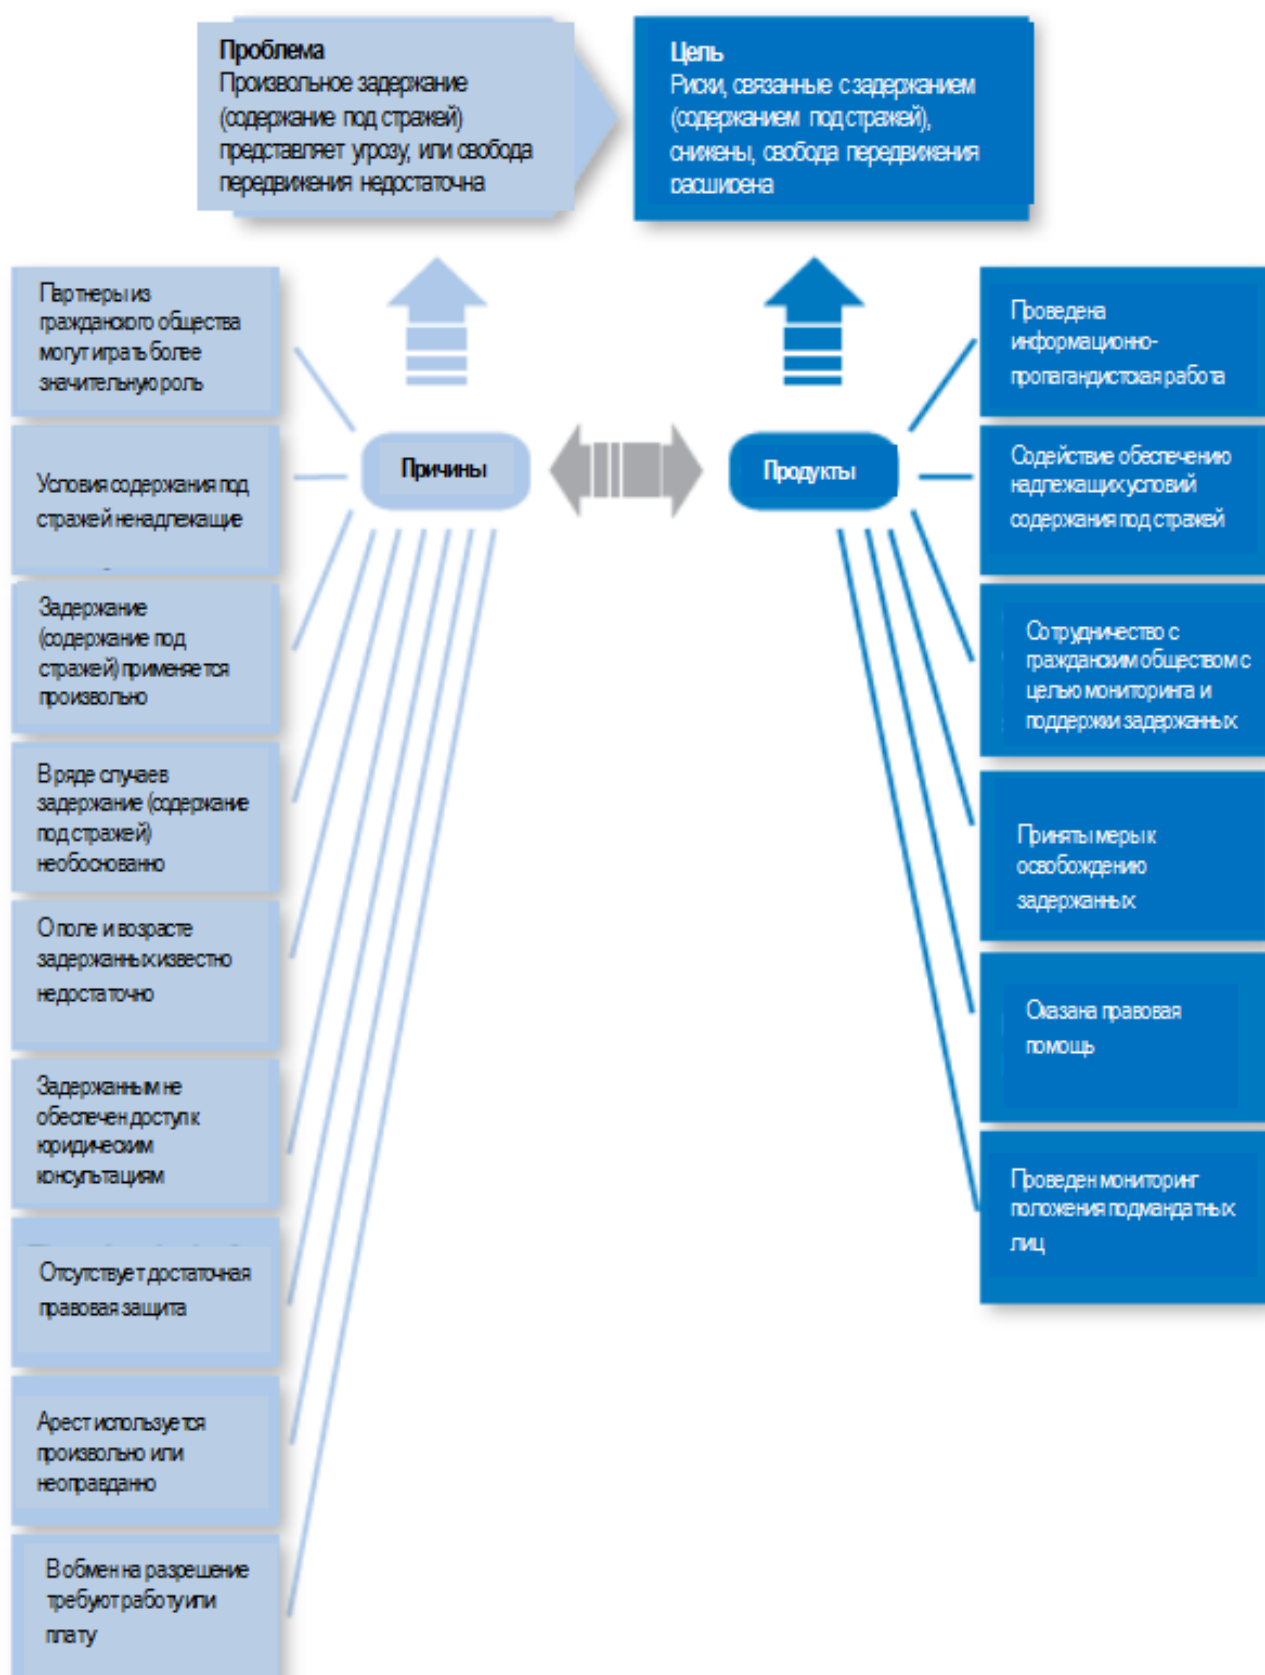 Проблема
Произвольное задержание
(содержание под стражей)
представляет угрозу, или свобода
передвижения недостаточна
Цель
Риски, связанные с задержанием
(содержанием под стражей),
снижены, свобода передвижения
расширена
Партнеры из
гражданского общества
могут играть более
значительную роль
Условия содержания под
стражей ненадлежащие
Задержание
(содержание под
стражей) применяется
произвольно
В ряде случаев
задержание (содержание
под стражей)
необоснованно
О поле и возрасте
задержанных известно
недостаточно
Задержанным не
обеспечен доступ к
юридическим
консультациям
Отсутствует достаточная
правовая защита
Арест используется
произвольно или
неоправданно
В обмен на разрешение
требуют работу или
плату
Причины
Продукты
Проведена
информационно-
пропагандистская работа
Содействие обеспечению
надлежащих условий
содержания под стражей
Сотрудничество с
гражданским обществом с
целью мониторинга и
поддержки задержанных
Приняты меры к
освобождению
задержанных
Оказана правовая
помощь
Проведен мониторинг
положения подмандатных
лиц